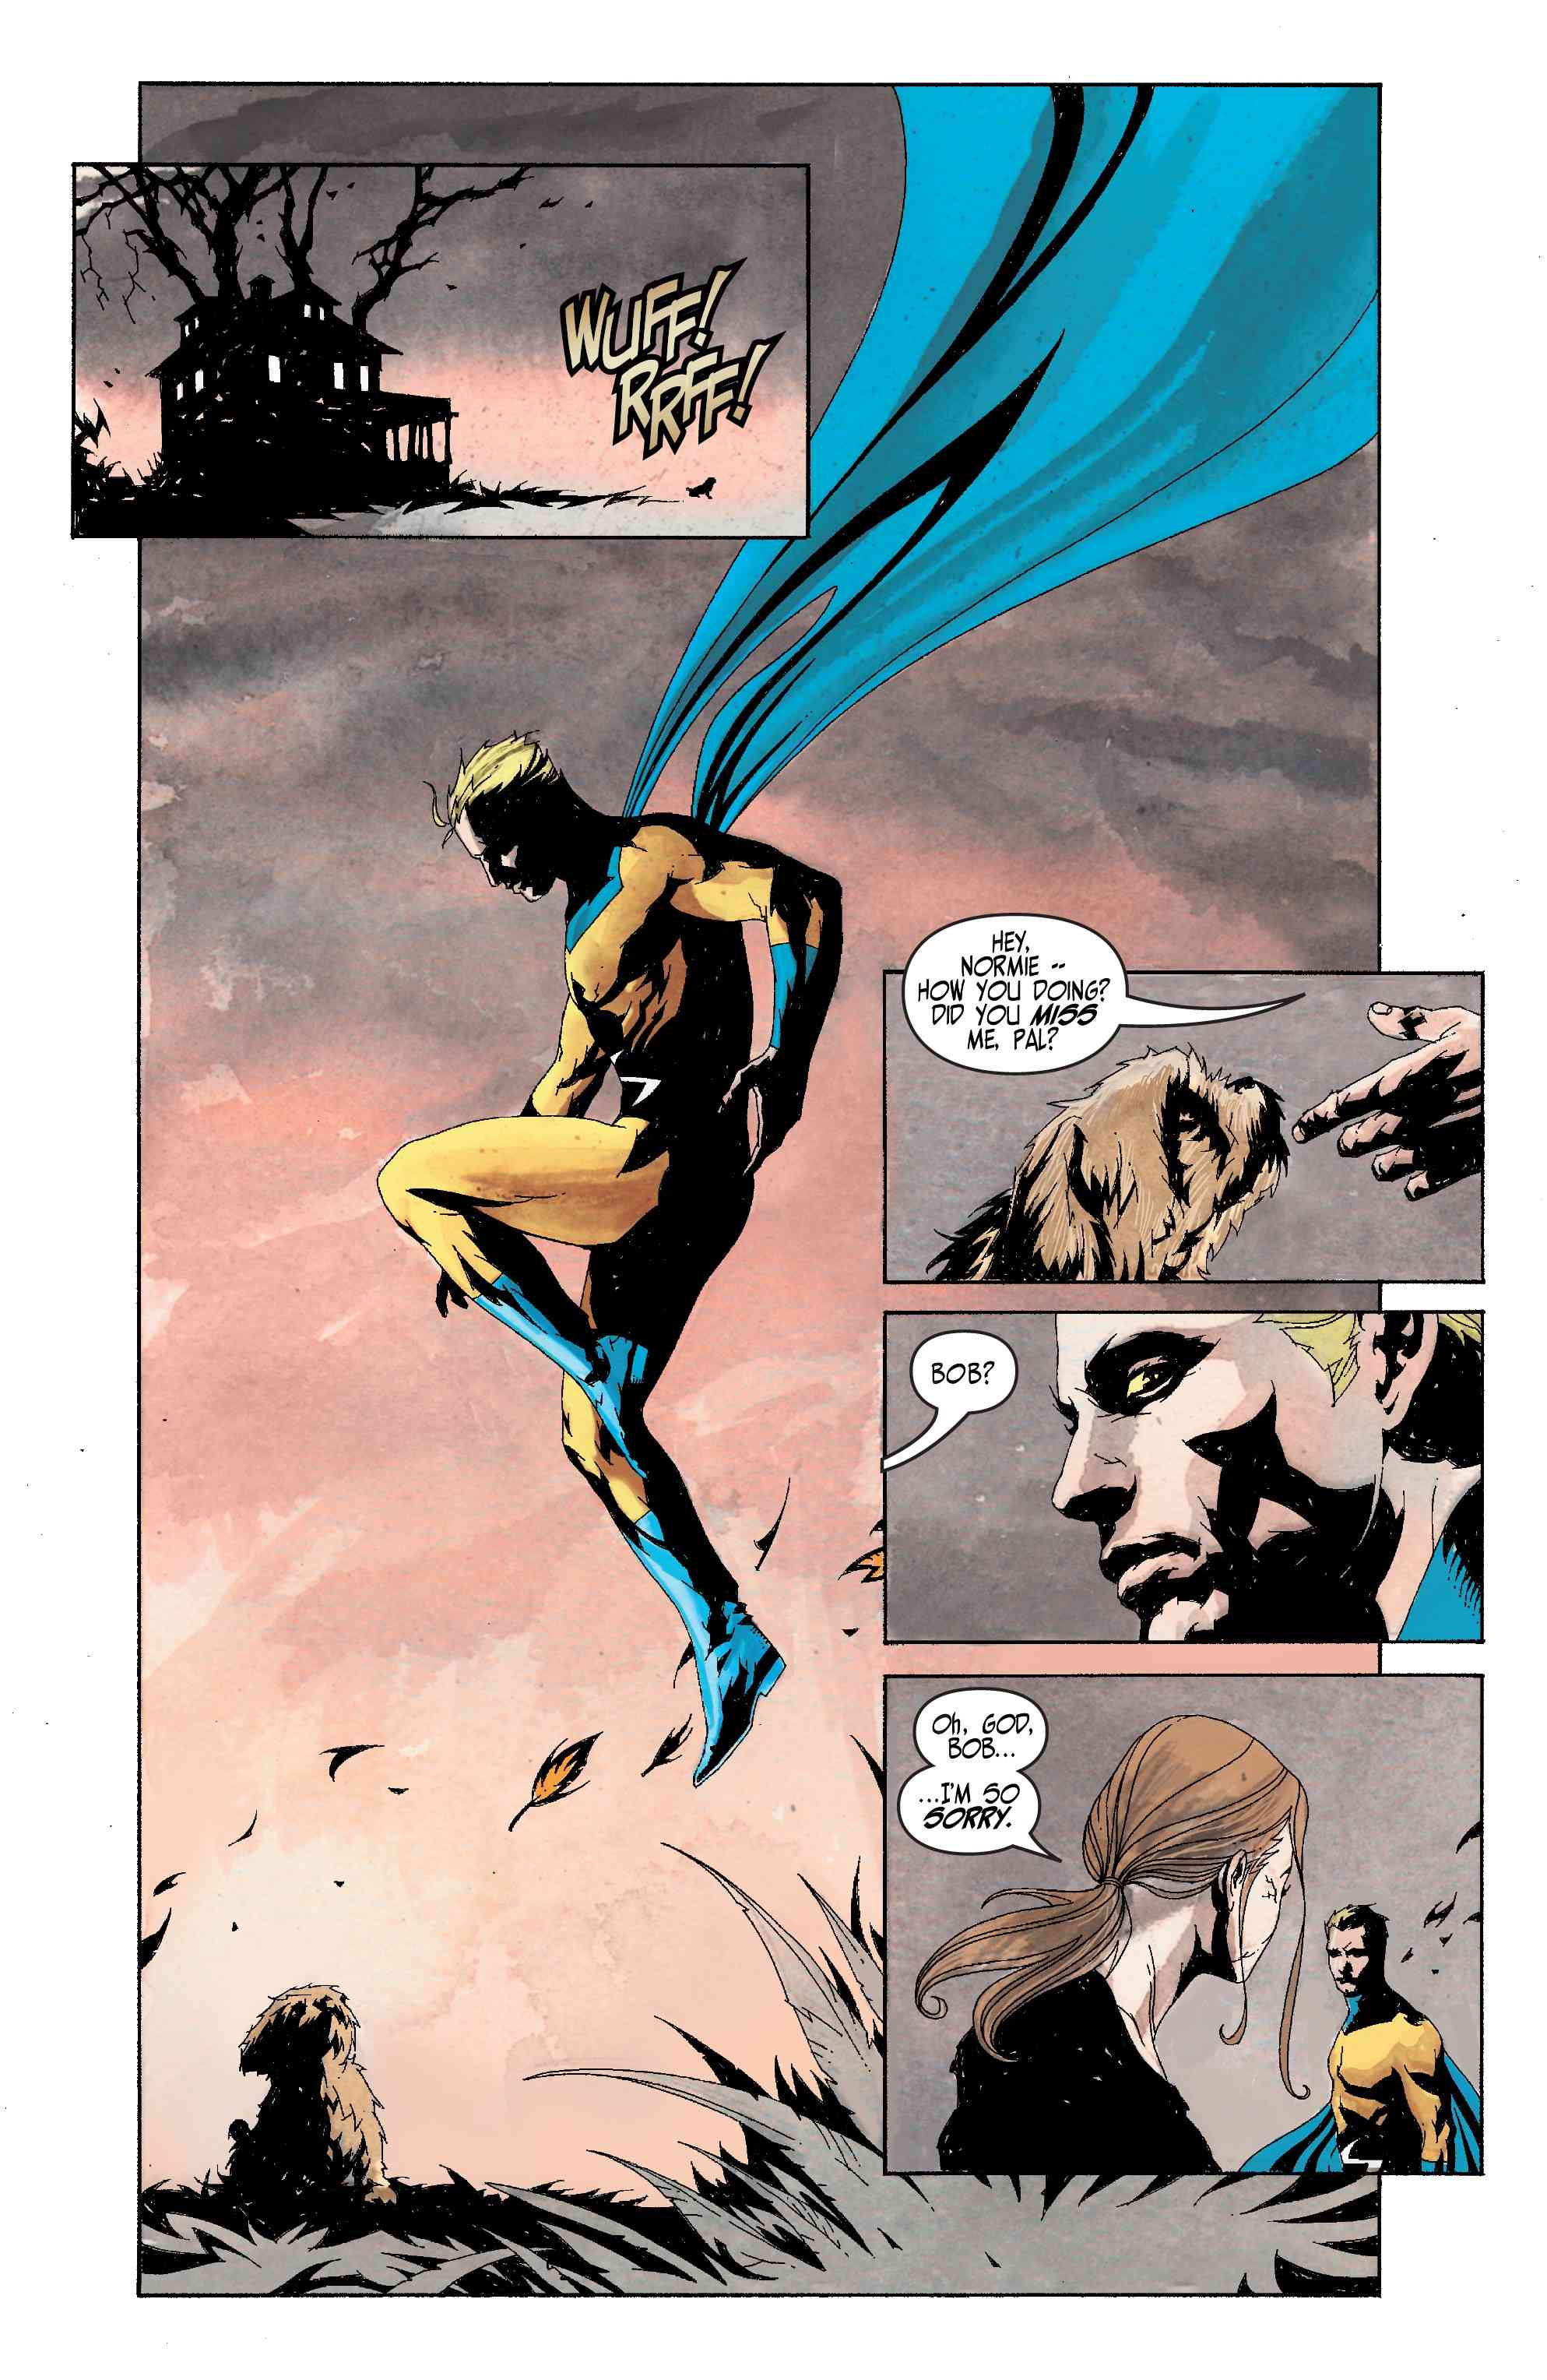 WUFF!
RRFF!
HEY,
NORMIE --
HOW YOU DOING?
DID YOU MISS
ME, PAL?
BOB?
Oh, GOD,
BOB...
...I'M SO
SORRY.